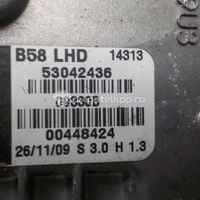 B58 LHD 14313
53042436
00448424
26/11/09 S 3.0 H 1.3